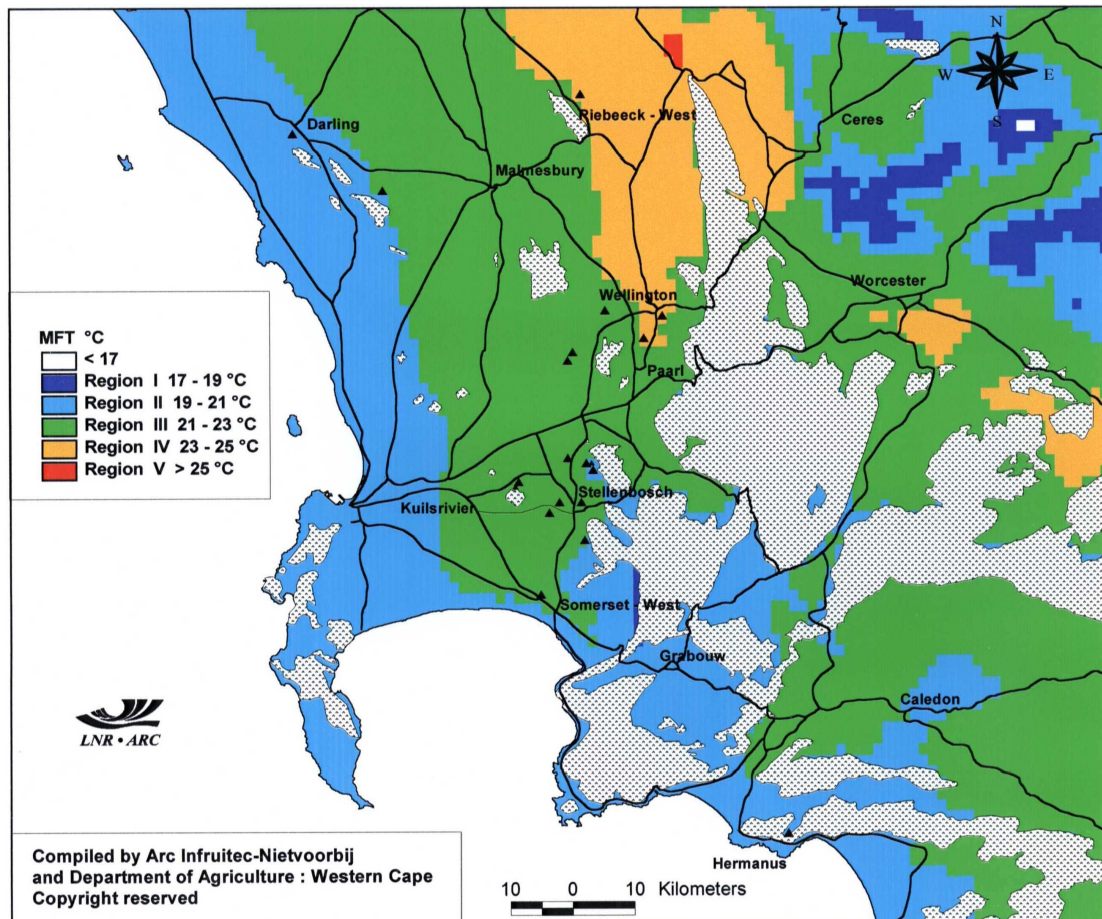 N
W E
S
Darling
Riebeeck - West
Ceres
Malmesbury
Wellington
Worcester
Paarl
MFT °C
< 17
Region I 17 - 19 °C
Region II 19 - 21 °C
Region III 21 - 23 °C
Region IV 23 - 25 °C
Region V > 25 °C
Stellenbosch
Kuilsrivier
Somerset - West
Grabouw
Caledon
LNR • ARC
Hermanus
Compiled by Arc Infruitec-Nietvoorbij
and Department of Agriculture : Western Cape
Copyright reserved
10 0 10 Kilometers